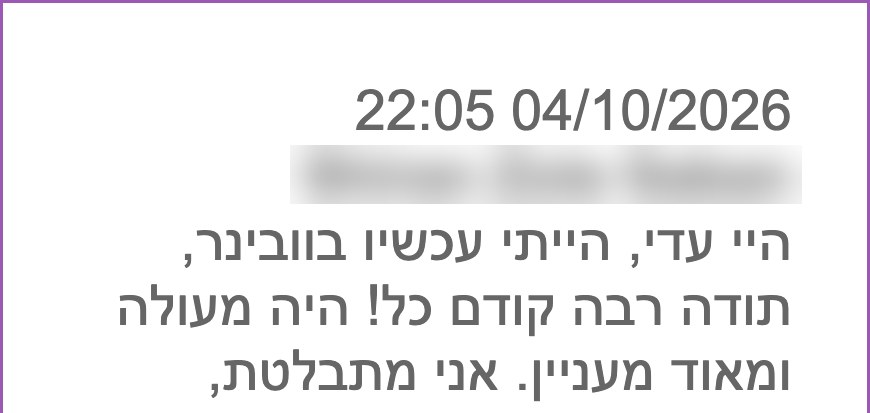 22:05 04/10/2026
היי עדי, הייתי עכשיו בוובינר,
תודה רבה קודם כל! היה מעולה
ומאוד מעניין. אני מתבלטת,